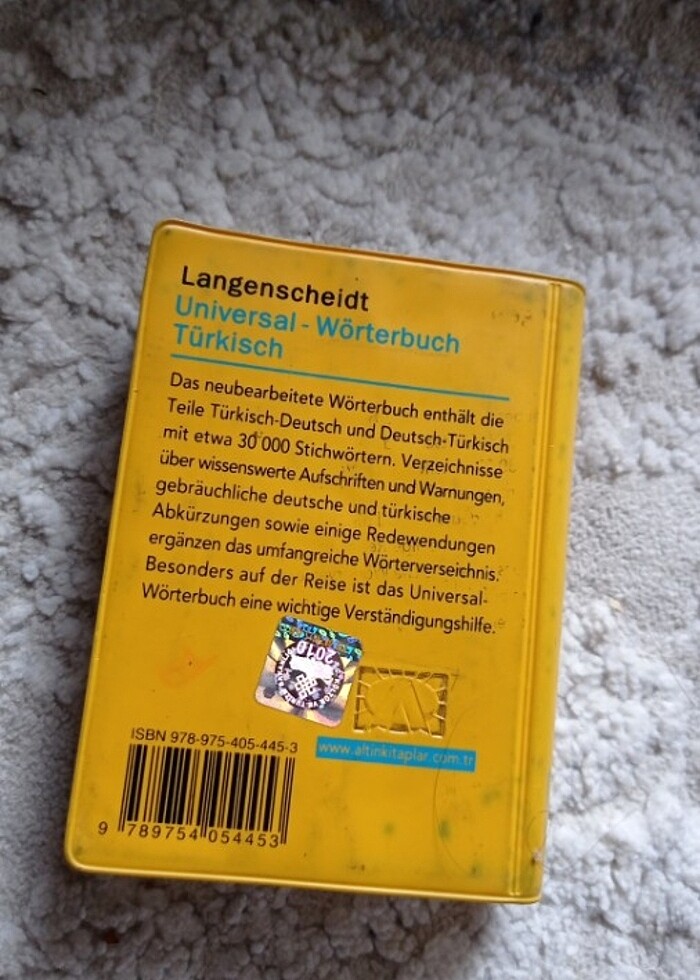 Langenscheidt
Universal - Wörterbuch
Türkisch
Das neubearbeitete Wörterbuch enthält die
Teile Türkisch-Deutsch und Deutsch-Türkisch
mit etwa 30 000 Stichwörtern. Verzeichnisse
über wissenswerte Aufschriften und Warnungen,
gebräuchliche deutsche und türkische
Abkürzungen sowie einige Redewendungen
ergänzen das umfangreiche Wörterverseichnis.
Besonders auf der Reise ist das Universal-
Wörterbuch eine wichtige Verständigungshilfe.
2010
ISBN 978-975-405-445-3
www.altinkitaplar.com.tr
9 789754 054453